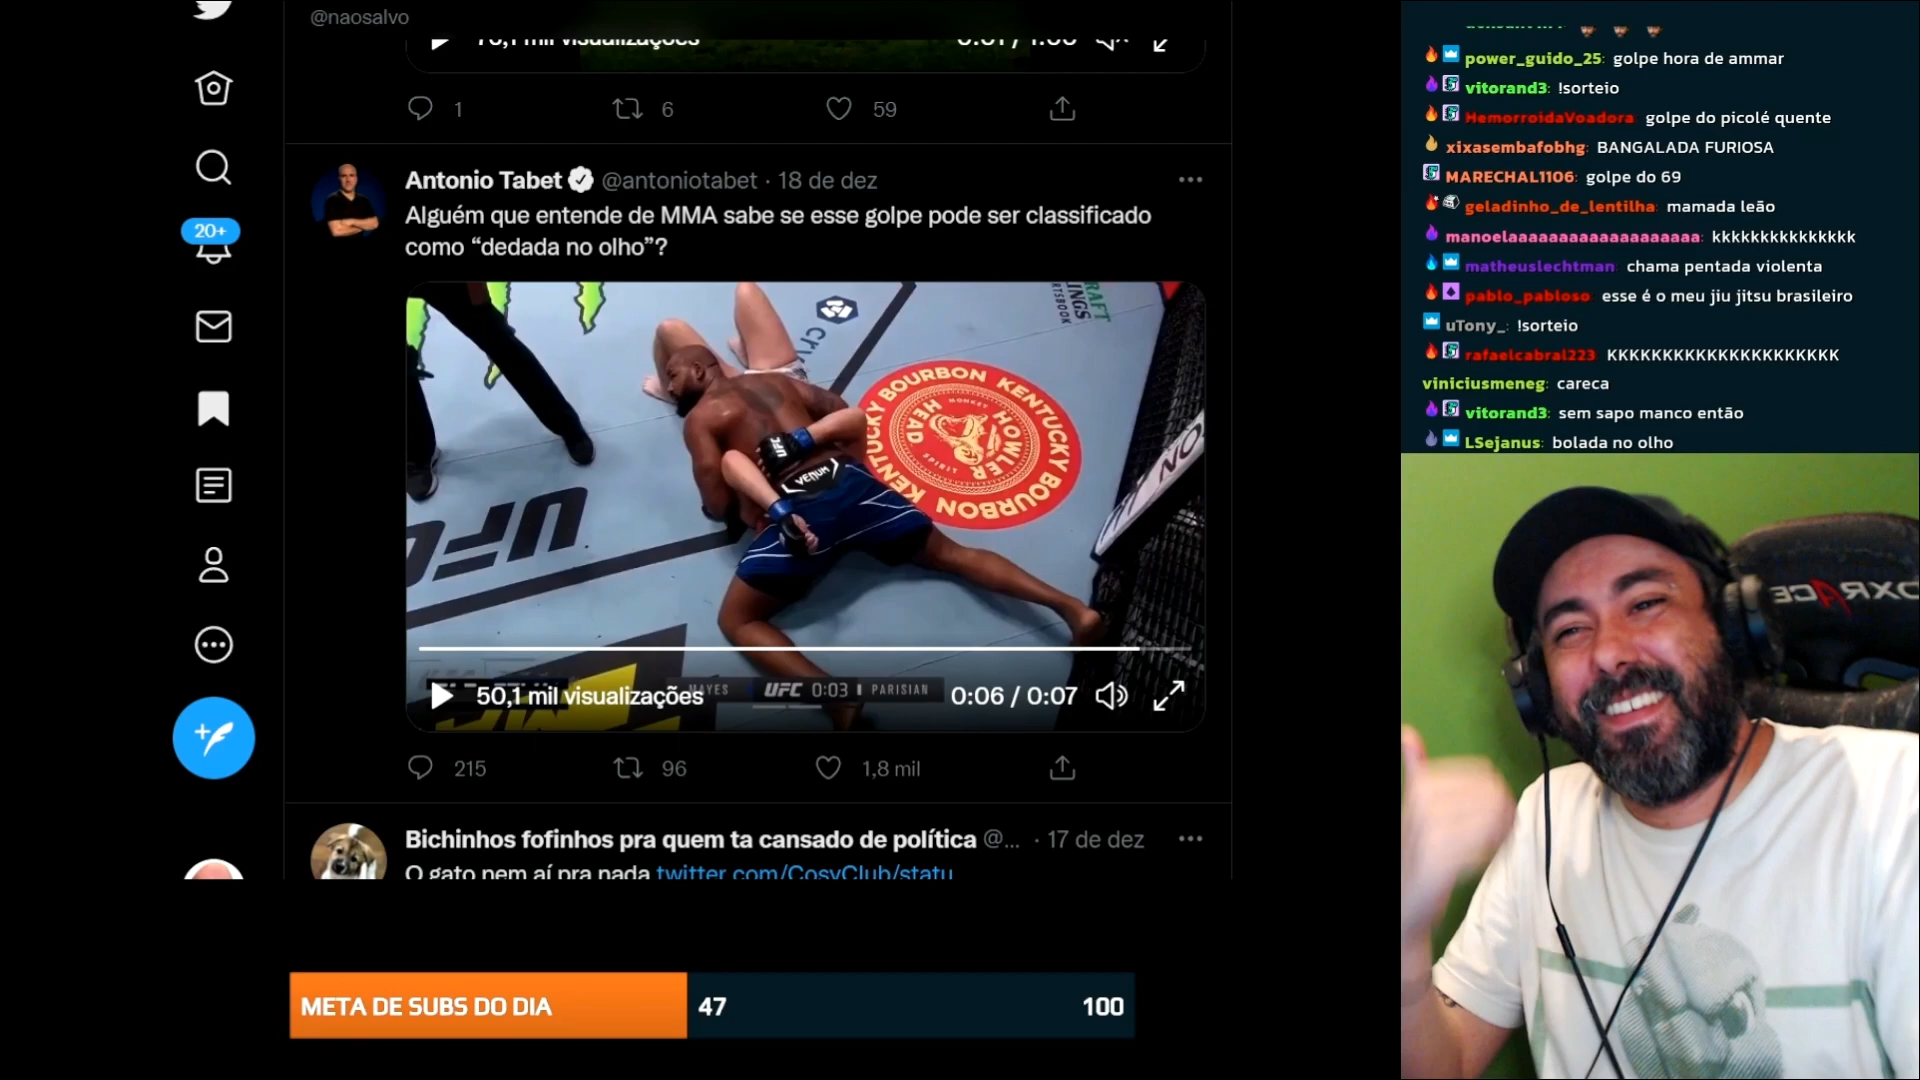 @naosalvo
1
6
59
Antonio Tabet @antoniotabet · 18 de dez
Alguém que entende de MMA sabe se esse golpe pode ser classificado
como “dedada no olho”?
20+
KENTUCKY BOURBON KENTUCKY BOURBON
MONKEY
HOWLER
HEAD
SPIRIT
UFC
VENUM
UFC
50,1 mil visualizações
UFC 0:03 PARISIAN
0:06 / 0:07
215
96
1,8 mil
Bichinhos fofinhos pra quem ta cansado de política @... · 17 de dez
O gato nem aí pra nada twitter.com/CosyClub/statu
META DE SUBS DO DIA
47
100
power_guido_25: golpe hora de ammar
vitorand3: !sorteio
HemorroidaVoadora: golpe do picolé quente
xixasembafobhg: BANGALADA FURIOSA
MARECHAL1106: golpe do 69
geladinho_de_lentilha: mamada leão
manoelaaaaaaaaaaaaaaaaaaa: kkkkkkkkkkkkkkk
matheuslechtman: chama pentada violenta
pablo_pabloso: esse é o meu jiu jitsu brasileiro
uTony_: !sorteio
rafaelcabral223: KKKKKKKKKKKKKKKKKKKKK
viniciusmeneg: careca
vitorand3: sem sapo manco então
LSejanus: bolada no olho